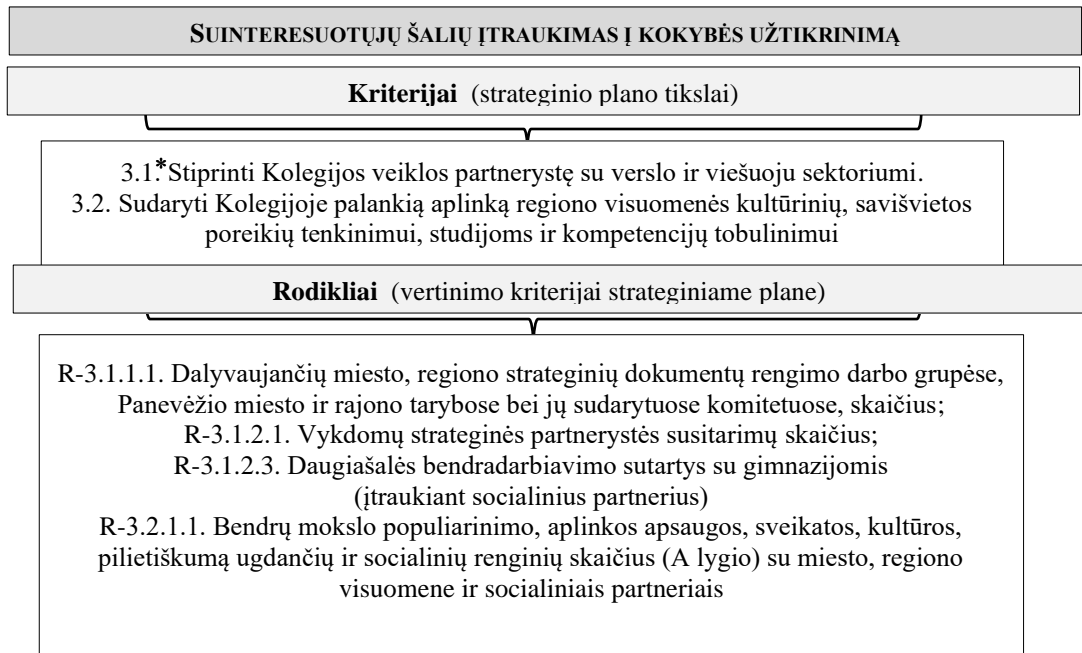 SUINTERESUOTŲJŲ ŠALIŲ ĮTRAUKIMAS Į KOKYBĖS UŽTIKRINIMĄ
Kriterijai (strateginio plano tikslai)
3.1.* Stiprinti Kolegijos veiklos partnerystę su verslo ir viešuoju sektoriumi.
3.2. Sudaryti Kolegijoje palankią aplinką regiono visuomenės kultūrinių, savišvietos
poreikių tenkinimui, studijoms ir kompetencijų tobulinimui
Rodikliai (vertinimo kriterijai strateginiame plane)
R-3.1.1.1. Dalyvaujančių miesto, regiono strateginių dokumentų rengimo darbo grupėse,
Panevėžio miesto ir rajono tarybose bei jų sudarytuose komitetuose, skaičius;
R-3.1.2.1. Vykdomų strateginės partnerystės susitarimų skaičius;
R-3.1.2.3. Daugiašalės bendradarbiavimo sutartys su gimnazijomis
(įtraukiant socialinius partnerius)
R-3.2.1.1. Bendrų mokslo populiarinimo, aplinkos apsaugos, sveikatos, kultūros,
pilietiškumą ugdančių ir socialinių renginių skaičius (A lygio) su miesto, regiono
visuomene ir socialiniais partneriais